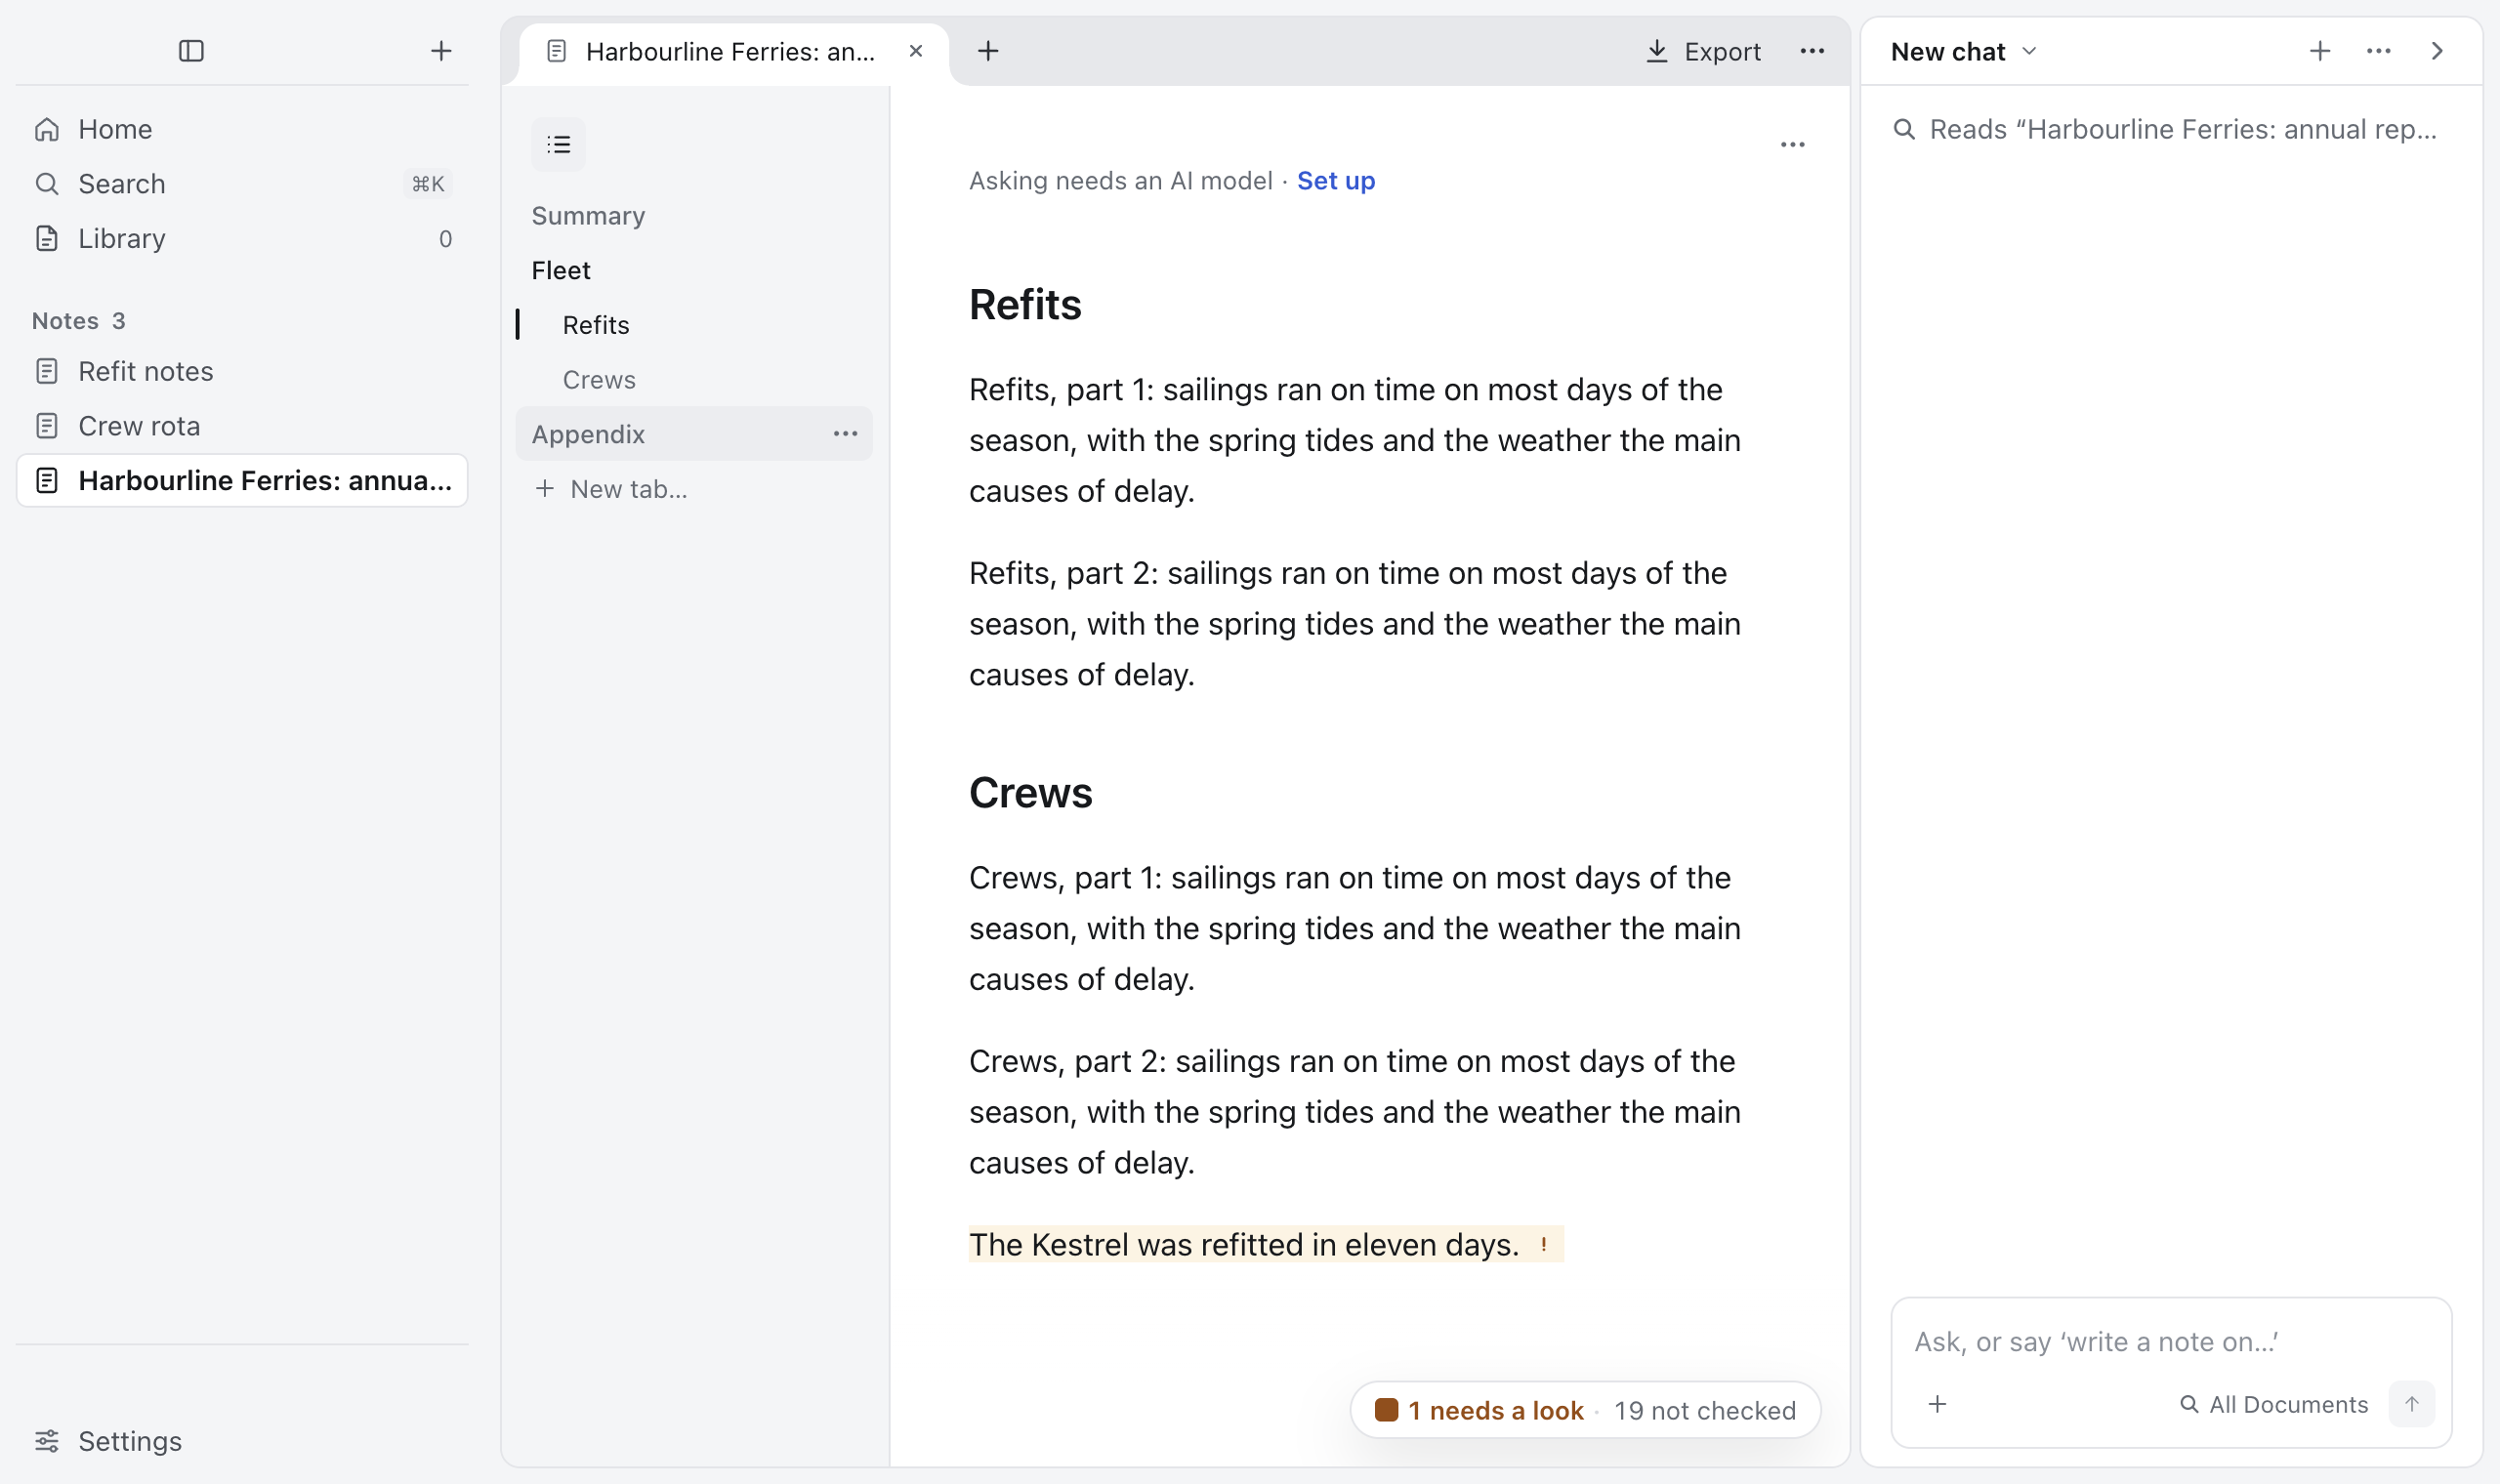 Home
Search ⌘K
Library 0
Notes 3
Refit notes
Crew rota
Harbourline Ferries: annua...
Settings
Harbourline Ferries: an...
Export
Summary
Fleet
Refits
Crews
Appendix
New tab...
Asking needs an AI model · Set up
Refits
Refits, part 1: sailings ran on time on most days of the
season, with the spring tides and the weather the main
causes of delay.
Refits, part 2: sailings ran on time on most days of the
season, with the spring tides and the weather the main
causes of delay.
Crews
Crews, part 1: sailings ran on time on most days of the
season, with the spring tides and the weather the main
causes of delay.
Crews, part 2: sailings ran on time on most days of the
season, with the spring tides and the weather the main
causes of delay.
The Kestrel was refitted in eleven days. !
1 needs a look · 19 not checked
New chat
Reads “Harbourline Ferries: annual rep...
Ask, or say ‘write a note on...’
All Documents